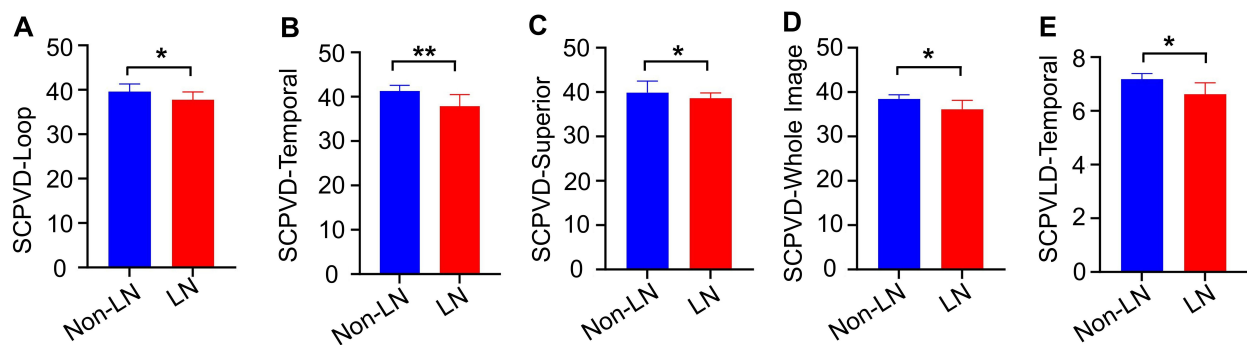 A
SCPVD-Loop
50
40
30
20
10
0
*
Non-LN
LN
B
SCPVD-Temporal
50
40
30
20
10
0
**
Non-LN
LN
C
SCPVD-Superior
50
40
30
20
10
0
*
Non-LN
LN
D
SCPVD-Whole Image
50
40
30
20
10
0
*
Non-LN
LN
E
SCPVLD-Temporal
8
6
4
2
0
*
Non-LN
LN